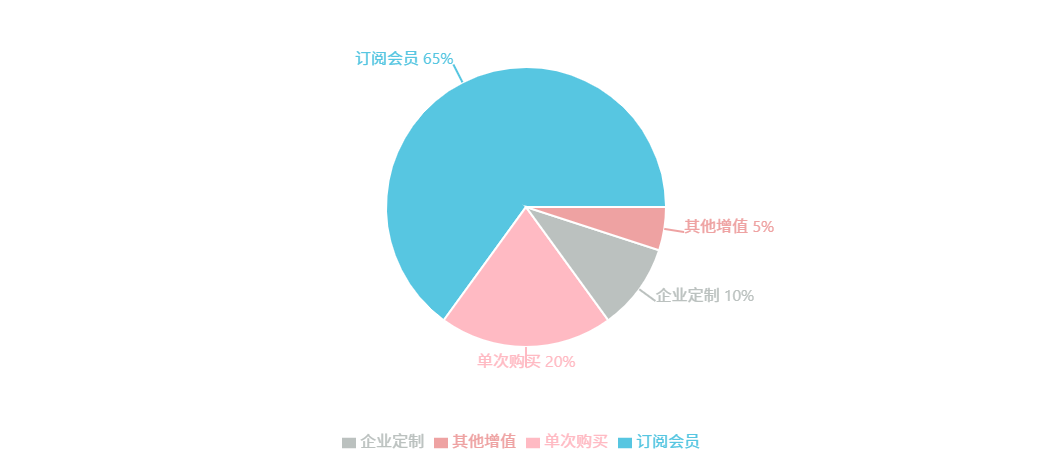 订阅会员 65%
其他增值 5%
企业定制 10%
单次购买 20%
企业定制 其他增值 单次购买 订阅会员